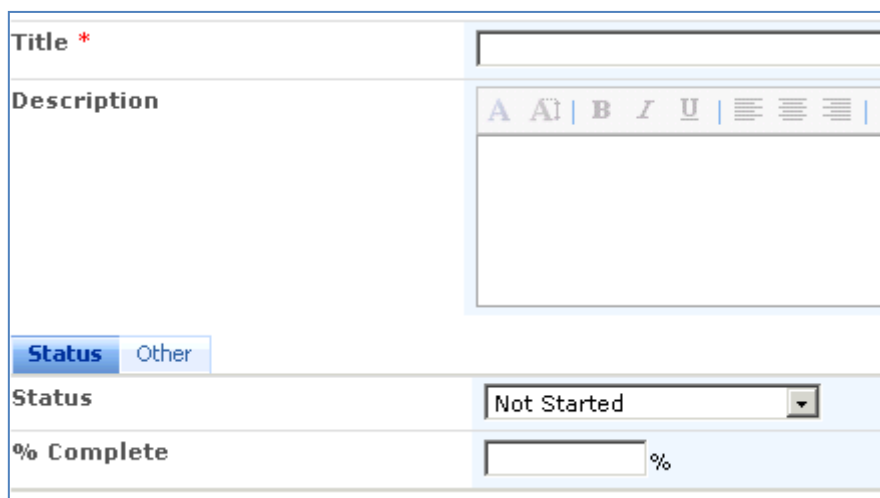 Title *
Description
A A B I U
Status Other
Status Not Started
% Complete %